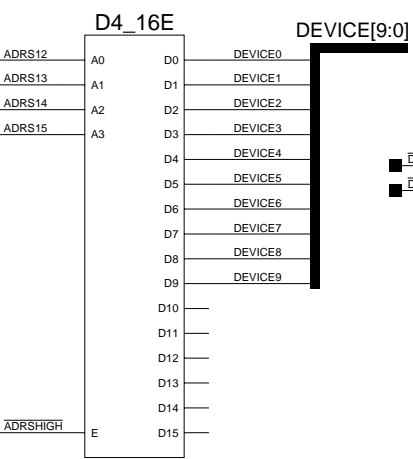 D4_16E
DEVICE[9:0]
ADRS12 A0 D0 DEVICE0
ADRS13 A1 D1 DEVICE1
ADRS14 A2 D2 DEVICE2
ADRS15 A3 D3 DEVICE3
D4 DEVICE4
D5 DEVICE5
D6 DEVICE6
D7 DEVICE7
D8 DEVICE8
D9 DEVICE9
D10
D11
D12
D13
D14
ADRSHIGH E D15